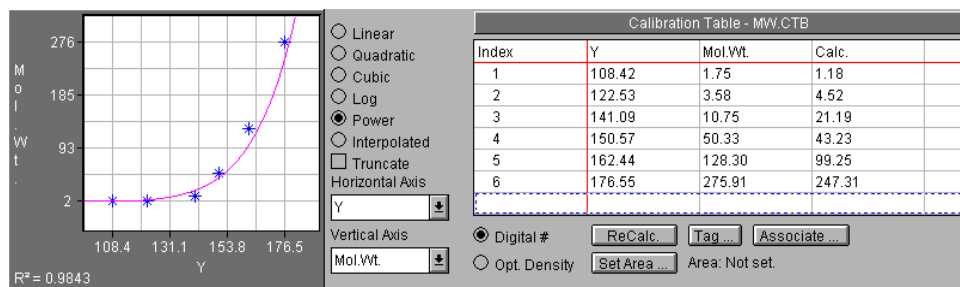 276
185
93
2
Mol.Wt.
108.4 131.1 153.8 176.5
Y
R² = 0.9843
Linear
Quadratic
Cubic
Log
Power
Interpolated
Truncate
Horizontal Axis
Y
Vertical Axis
Mol.Wt.
Calibration Table - MW.CTB
Index Y Mol.Wt. Calc.
1 108.42 1.75 1.18
2 122.53 3.58 4.52
3 141.09 10.75 21.19
4 150.57 50.33 43.23
5 162.44 128.30 99.25
6 176.55 275.91 247.31
Digital # ReCalc. Tag ... Associate ...
Opt. Density Set Area ... Area: Not set.